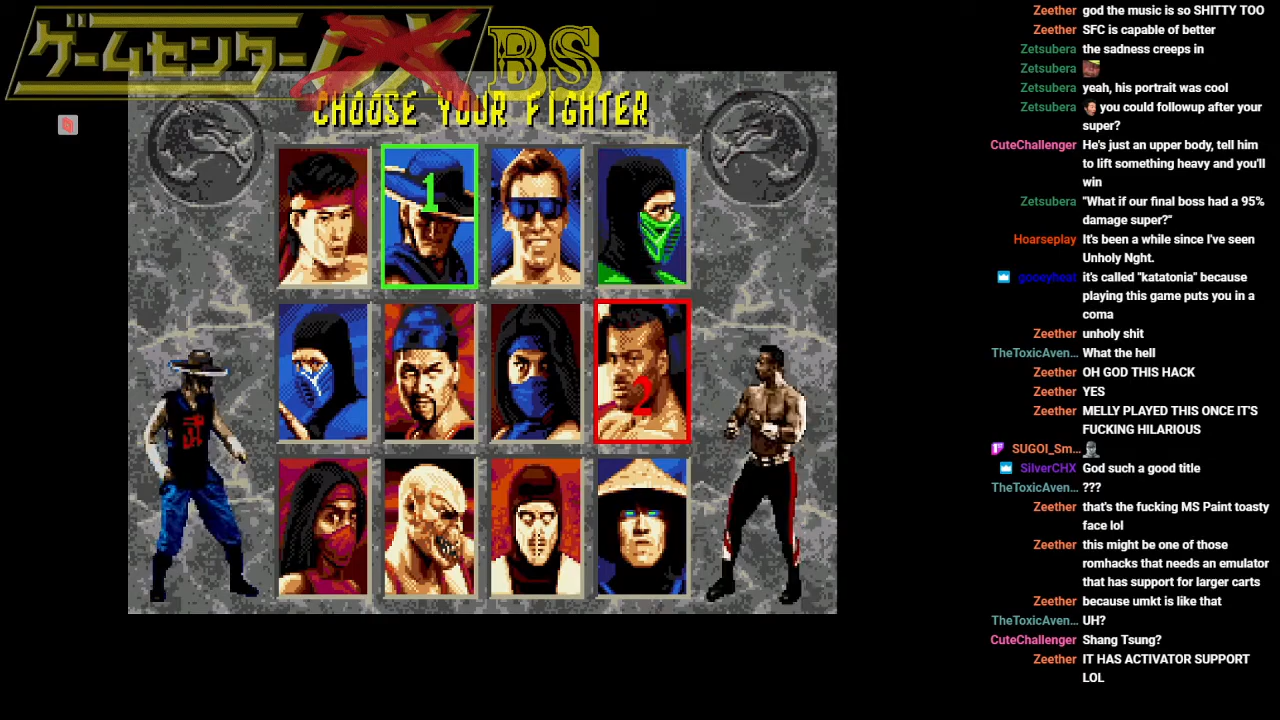 ゲームセンターDX BS
CHOOSE YOUR FIGHTER
1
2
Zeether god the music is so SHITTY TOO
Zeether SFC is capable of better
Zetsubera the sadness creeps in
Zetsubera
Zetsubera yeah, his portrait was cool
Zetsubera you could followup after your
super?
CuteChallenger He's just an upper body, tell him
to lift something heavy and you'll
win
Zetsubera "What if our final boss had a 95%
damage super?"
Hoarseplay It's been a while since I've seen
Unholy Nght.
gooeyheat it's called "katatonia" because
playing this game puts you in a
coma
Zeether unholy shit
TheToxicAven... What the hell
Zeether OH GOD THIS HACK
Zeether YES
Zeether MELLY PLAYED THIS ONCE IT'S
FUCKING HILARIOUS
SUGOI_Sm...
SilverCHX God such a good title
TheToxicAven... ???
Zeether that's the fucking MS Paint toasty
face lol
Zeether this might be one of those
romhacks that needs an emulator
that has support for larger carts
Zeether because umkt is like that
TheToxicAven... UH?
CuteChallenger Shang Tsung?
Zeether IT HAS ACTIVATOR SUPPORT
LOL